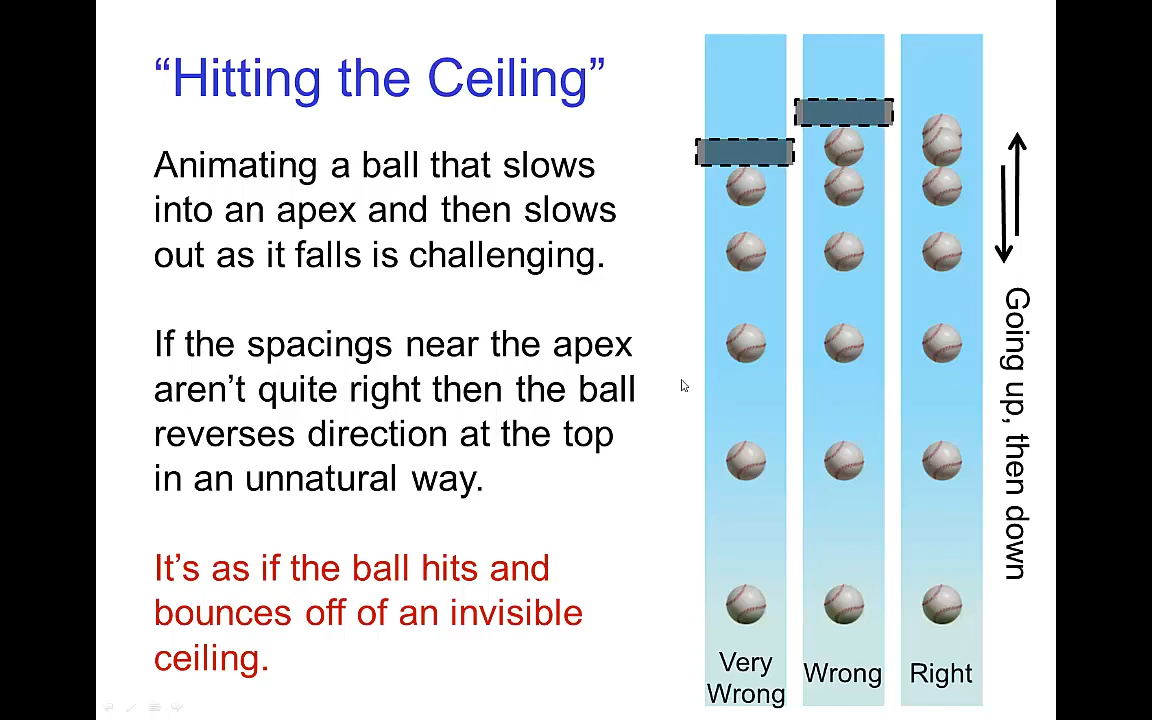 “Hitting the Ceiling”
Animating a ball that slows
into an apex and then slows
out as it falls is challenging.
If the spacings near the apex
aren’t quite right then the ball
reverses direction at the top
in an unnatural way.
It’s as if the ball hits and
bounces off of an invisible
ceiling.
Very
Wrong
Wrong
Right
Going up, then down